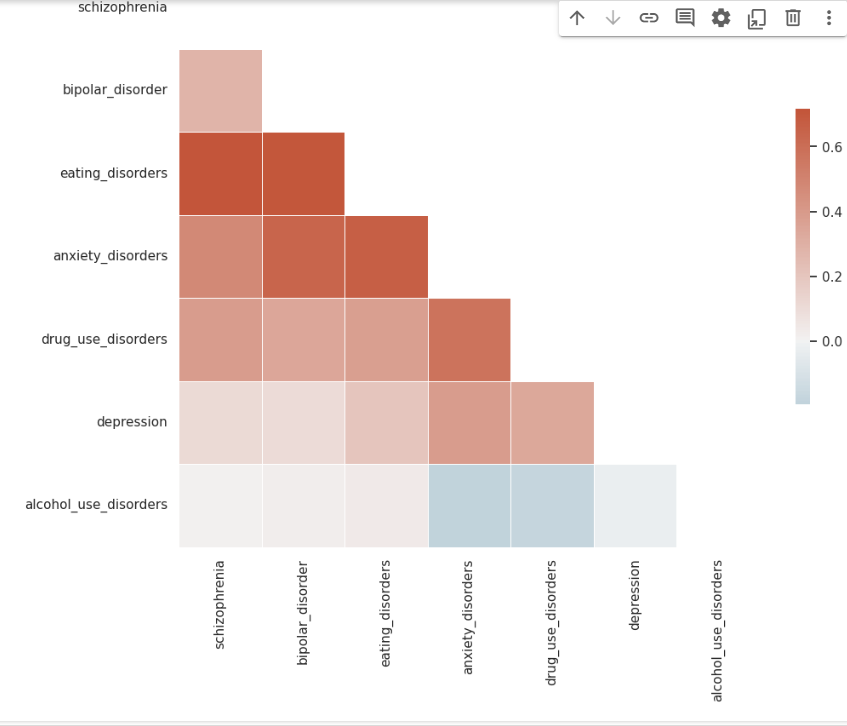 schizophrenia
bipolar_disorder
eating_disorders
anxiety_disorders
drug_use_disorders
depression
alcohol_use_disorders
0.6
0.4
0.2
0.0
schizophrenia
bipolar_disorder
eating_disorders
anxiety_disorders
drug_use_disorders
depression
alcohol_use_disorders